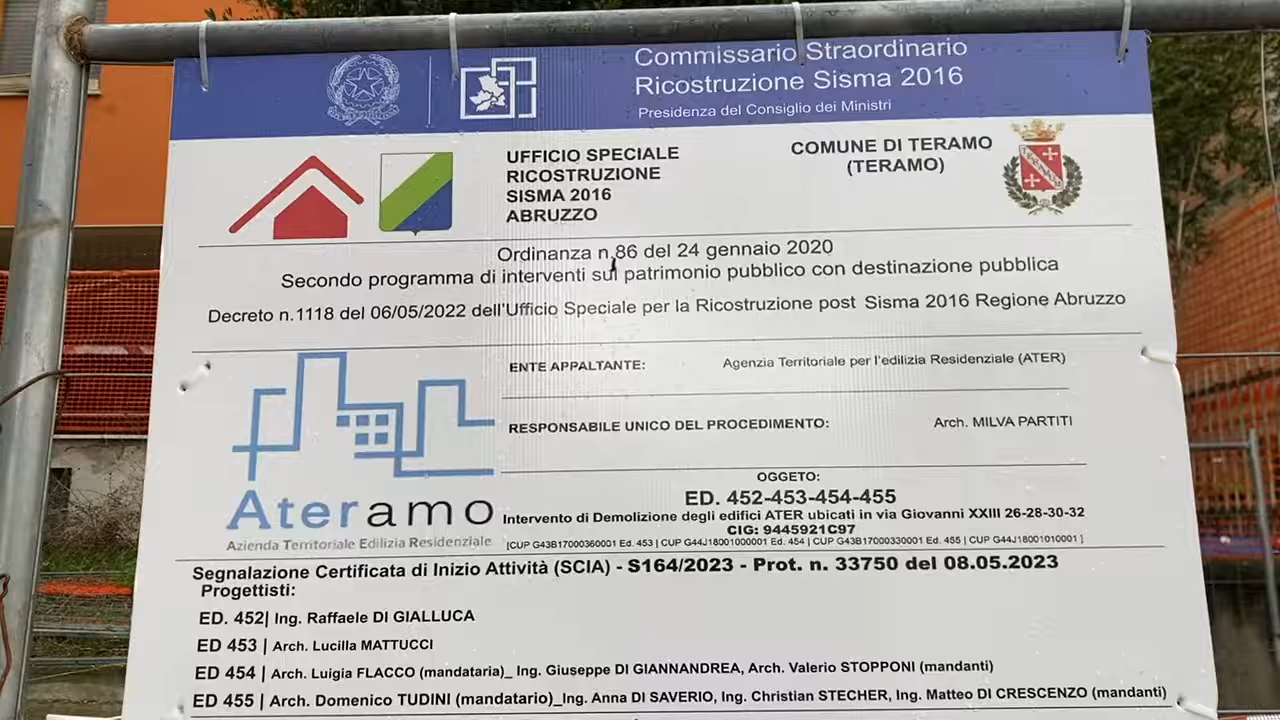 Commissario Straordinario
Ricostruzione Sisma 2016
Presidenza del Consiglio dei Ministri
UFFICIO SPECIALE
RICOSTRUZIONE
SISMA 2016
ABRUZZO
COMUNE DI TERAMO
(TERAMO)
Ordinanza n.86 del 24 gennaio 2020
Secondo programma di interventi sul patrimonio pubblico con destinazione pubblica
Decreto n.1118 del 06/05/2022 dell'Ufficio Speciale per la Ricostruzione post Sisma 2016 Regione Abruzzo
Ateramo
Azienda Territoriale Edilizia Residenziale
ENTE APPALTANTE: Agenzia Territoriale per l'edilizia Residenziale (ATER)
RESPONSABILE UNICO DEL PROCEDIMENTO: Arch. MILVA PARTITI
OGGETO:
ED. 452-453-454-455
Intervento di Demolizione degli edifici ATER ubicati in via Giovanni XXIII 26-28-30-32
CIG: 9445921C97
[CUP G43B17000360001 Ed. 453 | CUP G44J18001000001 Ed. 454 | CUP G43B17000330001 Ed. 455 | CUP G44J18001010001 ]
Segnalazione Certificata di Inizio Attività (SCIA) - S164/2023 - Prot. n. 33750 del 08.05.2023
Progettisti:
ED. 452| Ing. Raffaele DI GIALLUCA
ED 453 | Arch. Lucilla MATTUCCI
ED 454 | Arch. Luigia FLACCO (mandataria)_ Ing. Giuseppe DI GIANNANDREA, Arch. Valerio STOPPONI (mandanti)
ED 455 | Arch. Domenico TUDINI (mandatario)_Ing. Anna DI SAVERIO, Ing. Christian STECHER, Ing. Matteo DI CRESCENZO (mandanti)